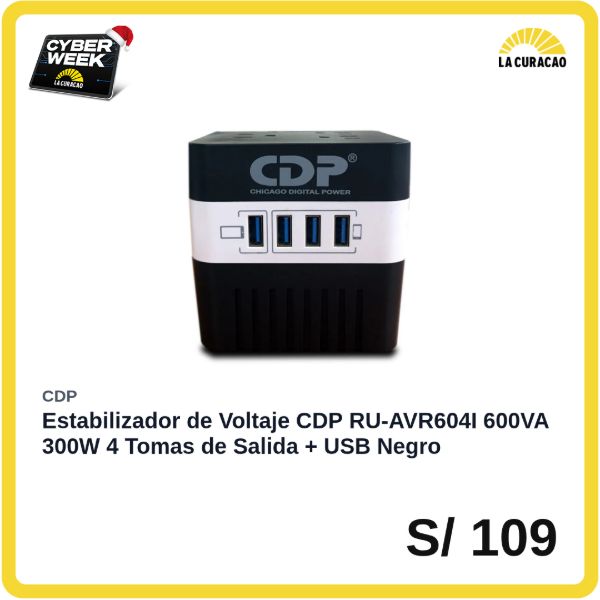 CYBER
WEEK
LA CURACAO
LA CURACAO
CDP®
CHICAGO DIGITAL POWER
CDP
Estabilizador de Voltaje CDP RU-AVR604I 600VA
300W 4 Tomas de Salida + USB Negro
S/ 109